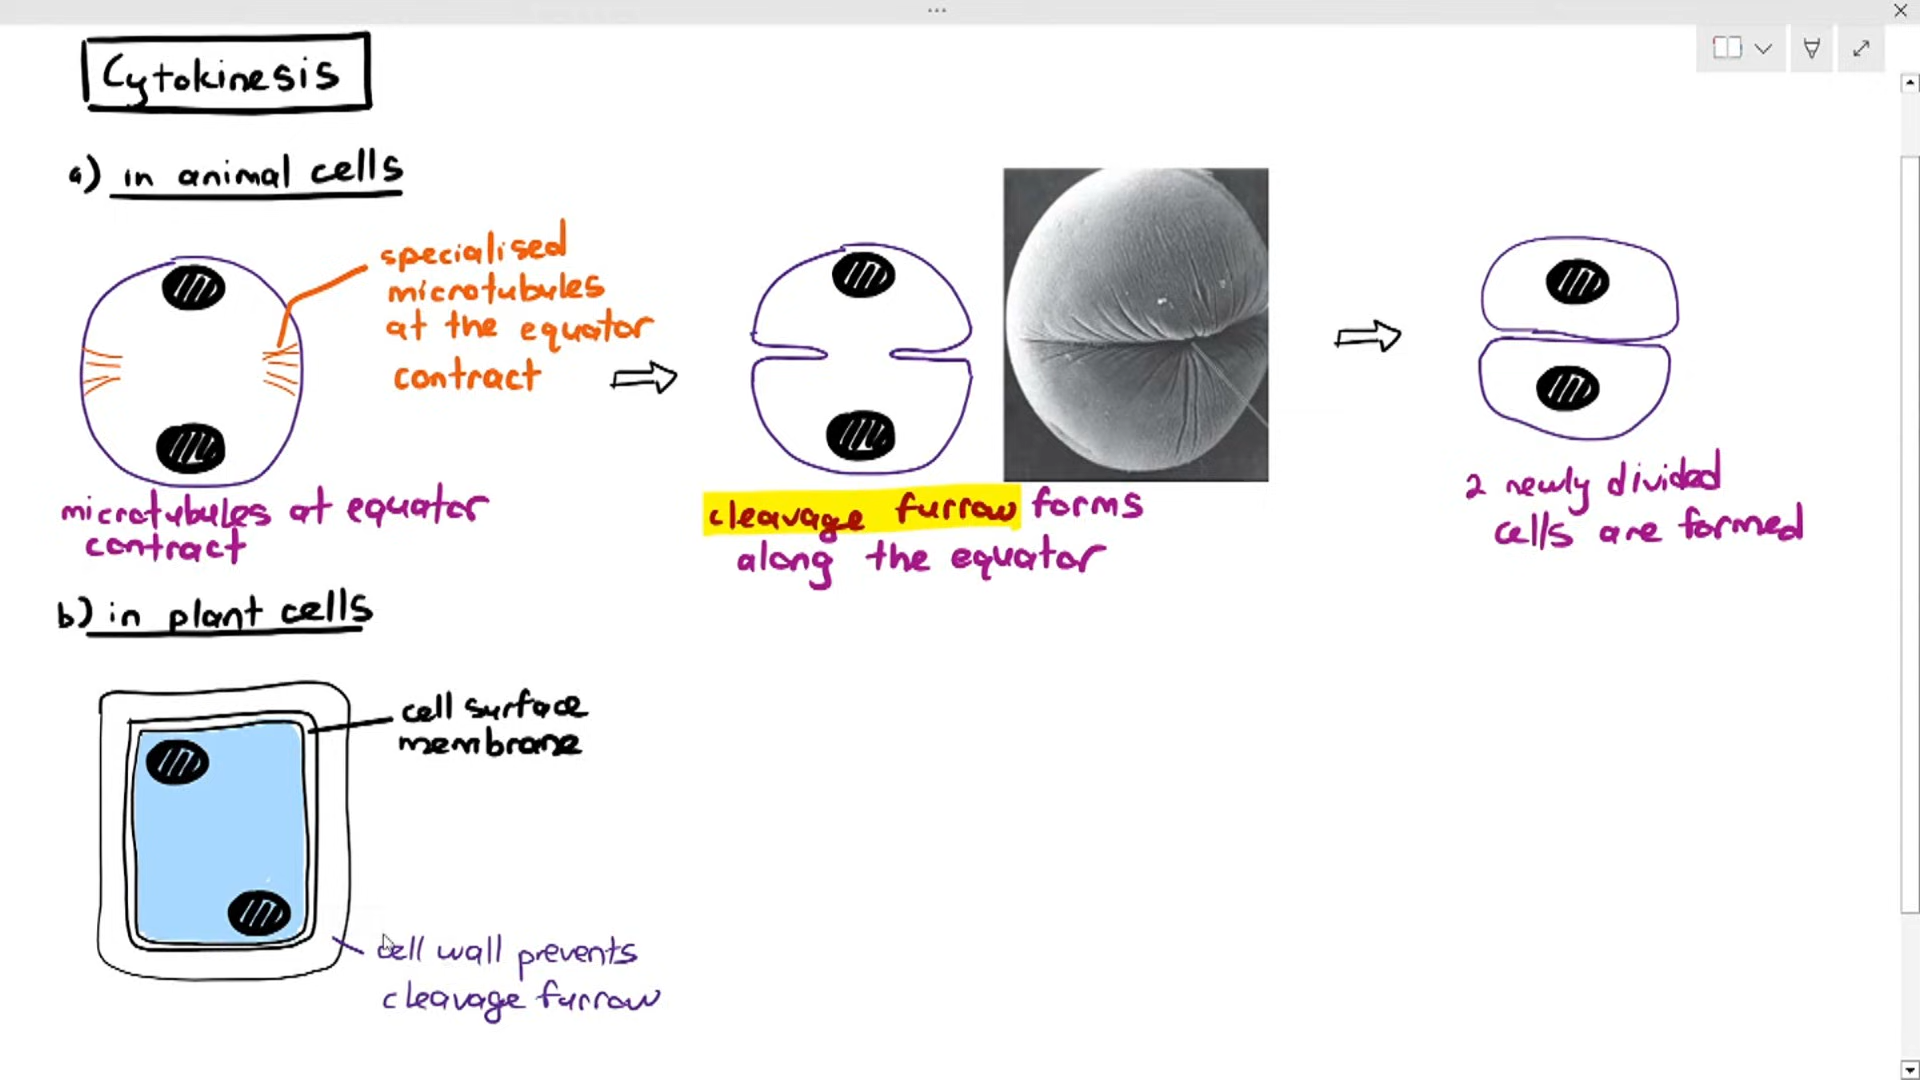 Cytokinesis
a) in animal cells
specialised
microtubules
at the equator
contract
microtubules at equator
contract
cleavage furrow forms
along the equator
2 newly divided
cells are formed
b) in plant cells
cell surface
membrane
cell wall prevents
cleavage furrow